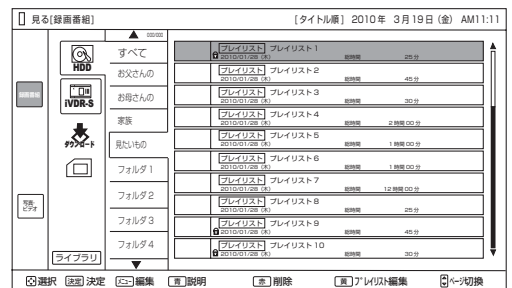 見る[録画番組]
[タイトル順] 2010年 3月19日(金) AM11:11
000/000
HDD
iVDR-S
ダウンロード
録画番組
写真・ビデオ
ライブラリ
すべて
お父さんの
お母さんの
家族
見たいもの
フォルダ1
フォルダ2
フォルダ3
フォルダ4
プレイリスト プレイリスト1
2010/01/28 (木) 総時間 25分
プレイリスト プレイリスト2
2010/01/28 (木) 総時間 45分
プレイリスト プレイリスト3
2010/01/28 (木) 総時間 30分
プレイリスト プレイリスト4
2010/01/28 (木) 総時間 2時間00分
プレイリスト プレイリスト5
2010/01/28 (木) 総時間 1時間00分
プレイリスト プレイリスト6
2010/01/28 (木) 総時間 1時間00分
プレイリスト プレイリスト7
2010/01/28 (木) 総時間 12時間00分
プレイリスト プレイリスト8
2010/01/28 (木) 総時間 25分
プレイリスト プレイリスト9
2010/01/28 (木) 総時間 45分
プレイリスト プレイリスト10
2010/01/28 (木) 総時間 30分
選択 決定 決定 メニュー 編集 青 説明 赤 削除 黄 プレイリスト編集 ページ切換